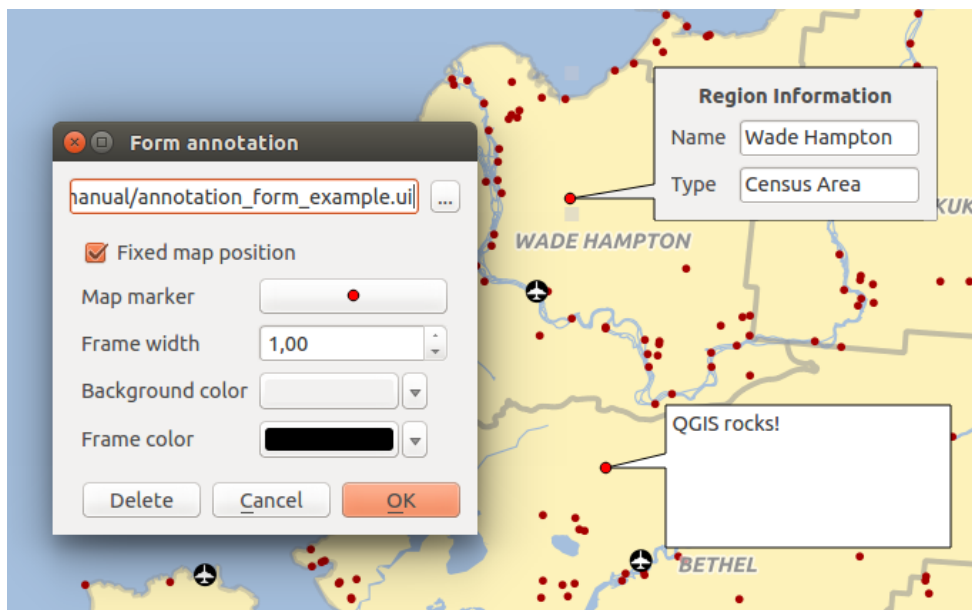 Form annotation
nanual/annotation_form_example.ui
...
Fixed map position
Map marker
Frame width 1,00
Background color
Frame color
Delete Cancel OK
Region Information
Name Wade Hampton
Type Census Area
KUK
WADE HAMPTON
QGIS rocks!
BETHEL